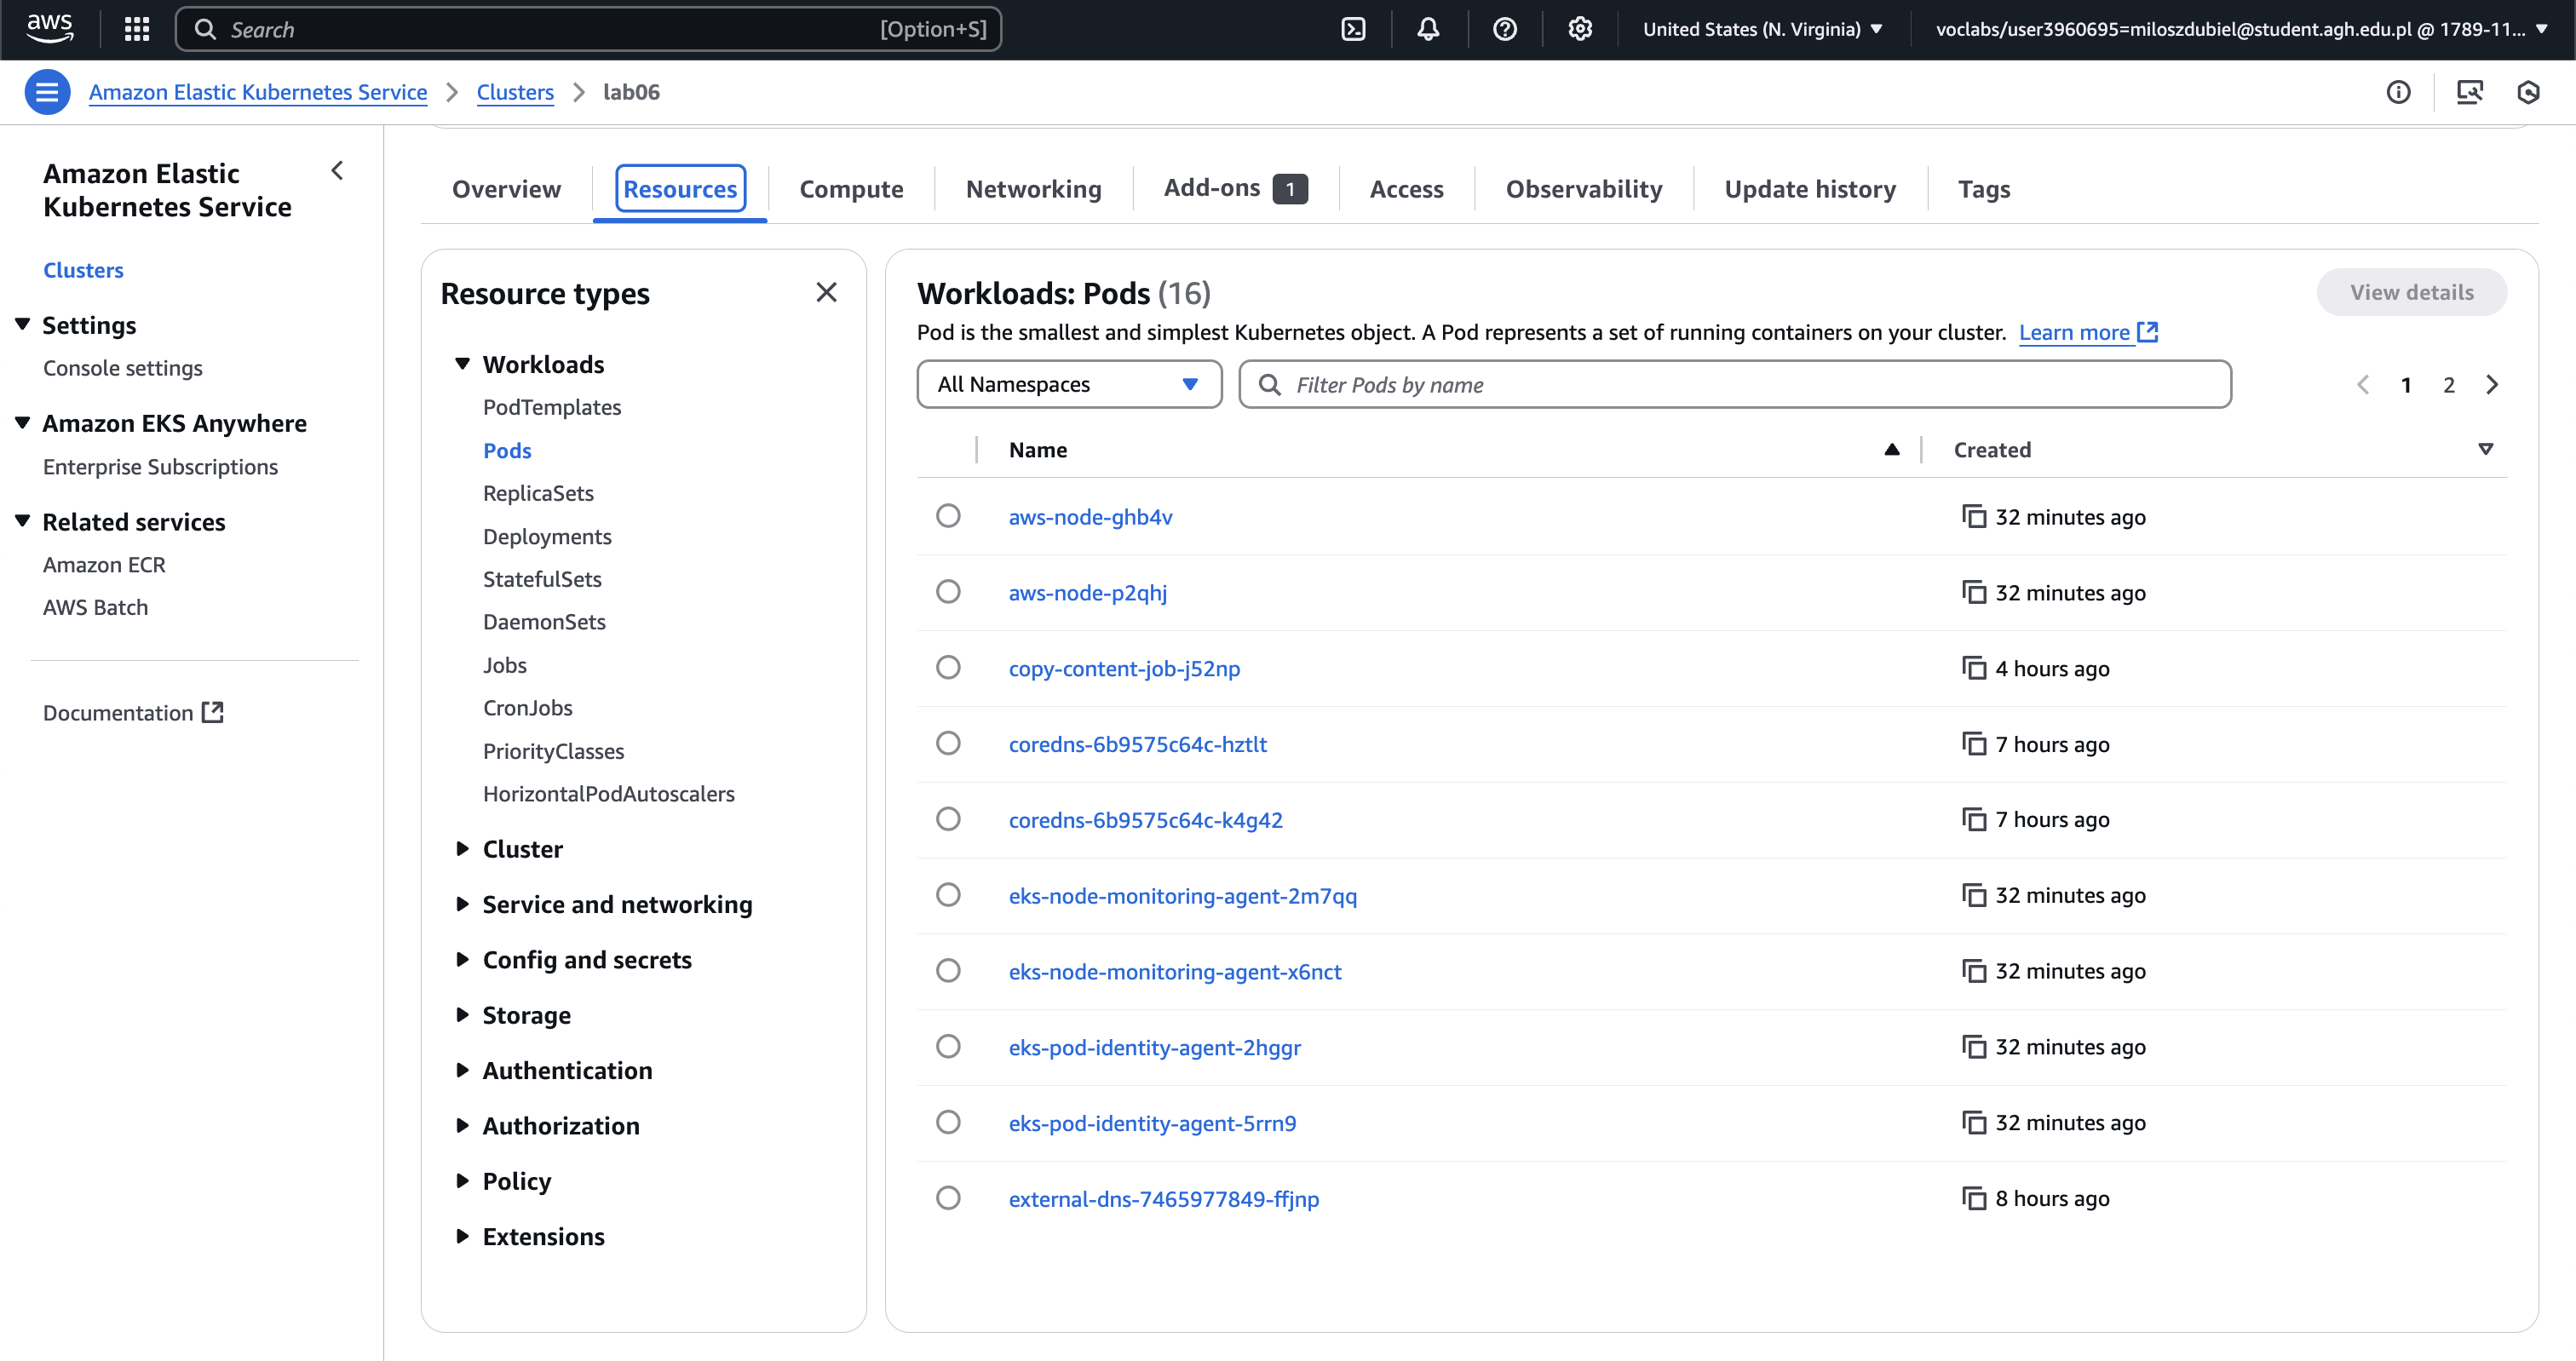 aws
Search [Option+S]
United States (N. Virginia)
voclabs/user3960695=miloszdubiel@student.agh.edu.pl @ 1789-11...
Amazon Elastic Kubernetes Service > Clusters > lab06
Amazon Elastic
Kubernetes Service
Clusters
Settings
Console settings
Amazon EKS Anywhere
Enterprise Subscriptions
Related services
Amazon ECR
AWS Batch
Documentation
Overview Resources Compute Networking Add-ons 1 Access Observability Update history Tags
Resource types
Workloads
PodTemplates
Pods
ReplicaSets
Deployments
StatefulSets
DaemonSets
Jobs
CronJobs
PriorityClasses
HorizontalPodAutoscalers
Cluster
Service and networking
Config and secrets
Storage
Authentication
Authorization
Policy
Extensions
Workloads: Pods (16)
View details
Pod is the smallest and simplest Kubernetes object. A Pod represents a set of running containers on your cluster. Learn more
All Namespaces
Filter Pods by name
1 2
Name Created
aws-node-ghb4v 32 minutes ago
aws-node-p2qhj 32 minutes ago
copy-content-job-j52np 4 hours ago
coredns-6b9575c64c-hztlt 7 hours ago
coredns-6b9575c64c-k4g42 7 hours ago
eks-node-monitoring-agent-2m7qq 32 minutes ago
eks-node-monitoring-agent-x6nct 32 minutes ago
eks-pod-identity-agent-2hggr 32 minutes ago
eks-pod-identity-agent-5rrn9 32 minutes ago
external-dns-7465977849-ffjnp 8 hours ago